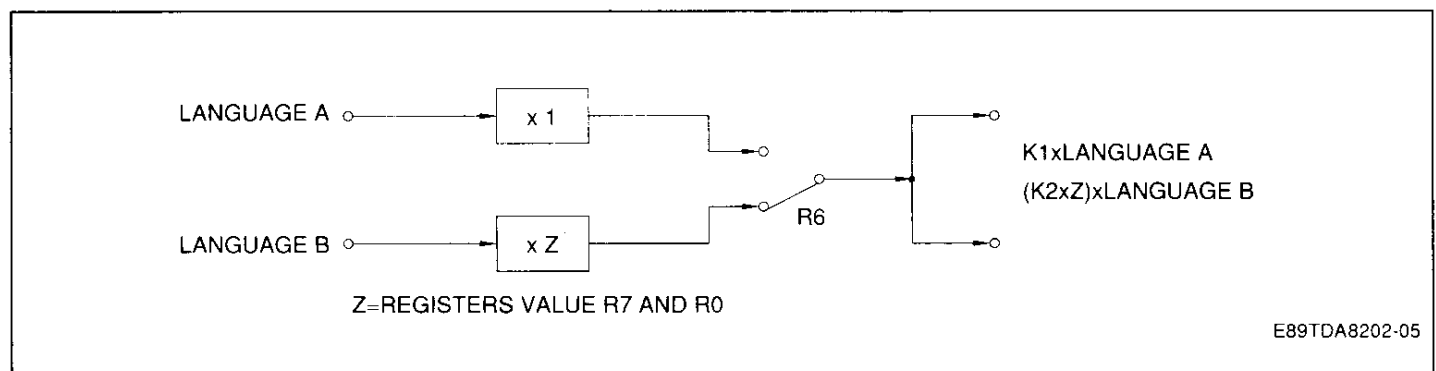 LANGUAGE A
x 1
K1xLANGUAGE A
(K2xZ)xLANGUAGE B
R6
LANGUAGE B
x Z
Z=REGISTERS VALUE R7 AND R0
E89TDA8202-05